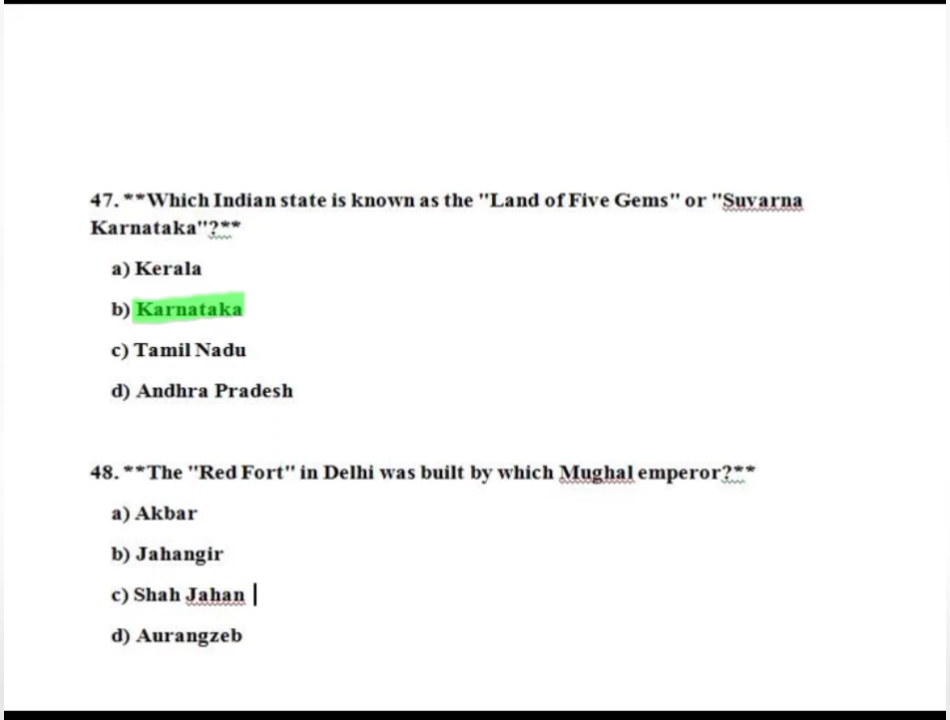 47. **Which Indian state is known as the "Land of Five Gems" or "Suvarna
Karnataka"?**
a) Kerala
b) Karnataka
c) Tamil Nadu
d) Andhra Pradesh
48. **The "Red Fort" in Delhi was built by which Mughal emperor?**
a) Akbar
b) Jahangir
c) Shah Jahan
d) Aurangzeb